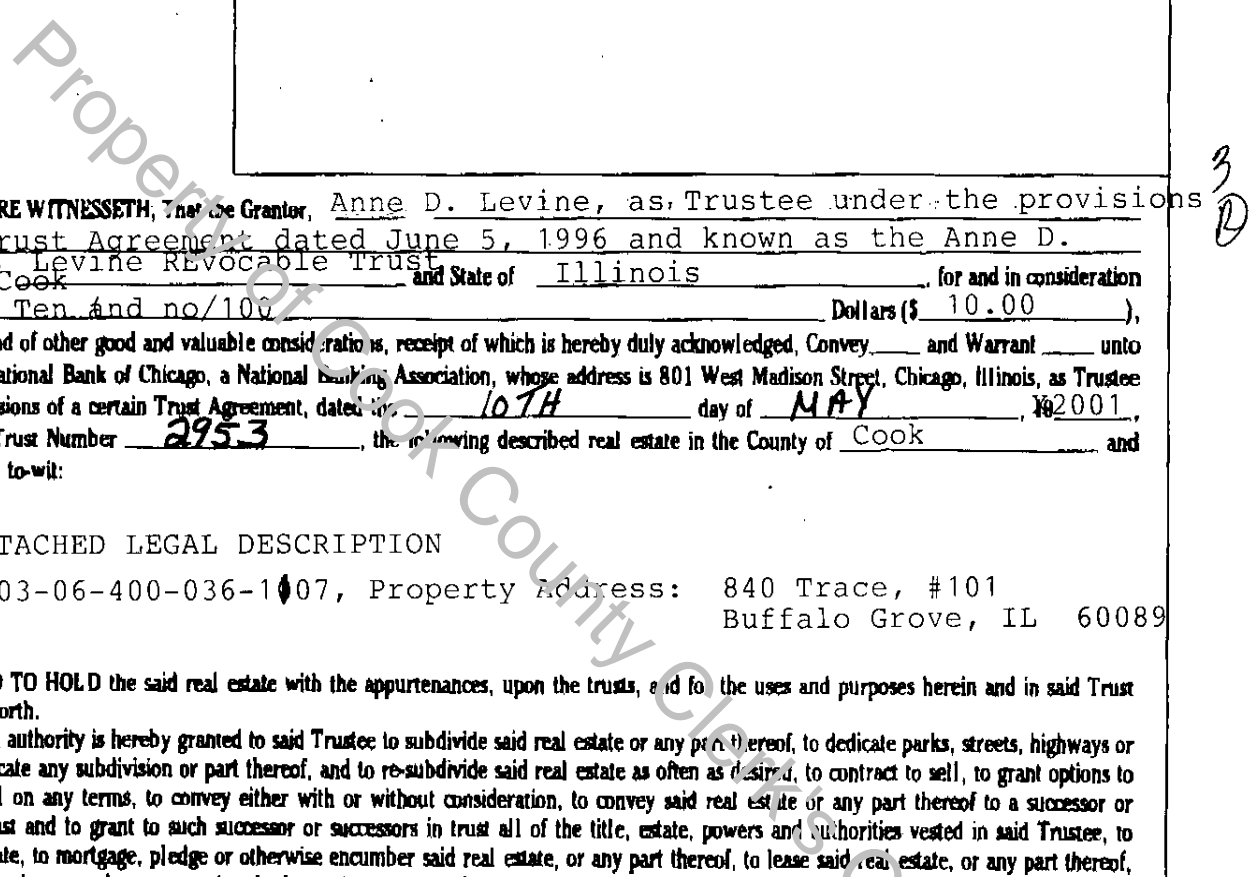 Property of Cook County Clerk's
3
RE WITNESSETH, That the Grantor, Anne D. Levine, as Trustee under the provisions
rust Agreement dated June 5, 1996 and known as the Anne D.
Levine REvocable Trust
Cook and State of Illinois , for and in consideration
Ten and no/100 Dollars ($ 10.00 ),
d of other good and valuable considerations, receipt of which is hereby duly acknowledged, Convey and Warrant unto
ational Bank of Chicago, a National Banking Association, whose address is 801 West Madison Street, Chicago, Illinois, as Trustee
sions of a certain Trust Agreement, dated the 10TH day of MAY , 2001,
Trust Number 2953 , the following described real estate in the County of Cook and
to-wit:
TACHED LEGAL DESCRIPTION
03-06-400-036-1007, Property Address: 840 Trace, #101
Buffalo Grove, IL 60089
TO HOLD the said real estate with the appurtenances, upon the trusts, and for the uses and purposes herein and in said Trust
orth.
authority is hereby granted to said Trustee to subdivide said real estate or any part thereof, to dedicate parks, streets, highways or
cate any subdivision or part thereof, and to re-subdivide said real estate as often as desired, to contract to sell, to grant options to
l on any terms, to convey either with or without consideration, to convey said real estate or any part thereof to a successor or
ust and to grant to such successor or successors in trust all of the title, estate, powers and authorities vested in said Trustee, to
ate, to mortgage, pledge or otherwise encumber said real estate, or any part thereof, to lease said real estate, or any part thereof,